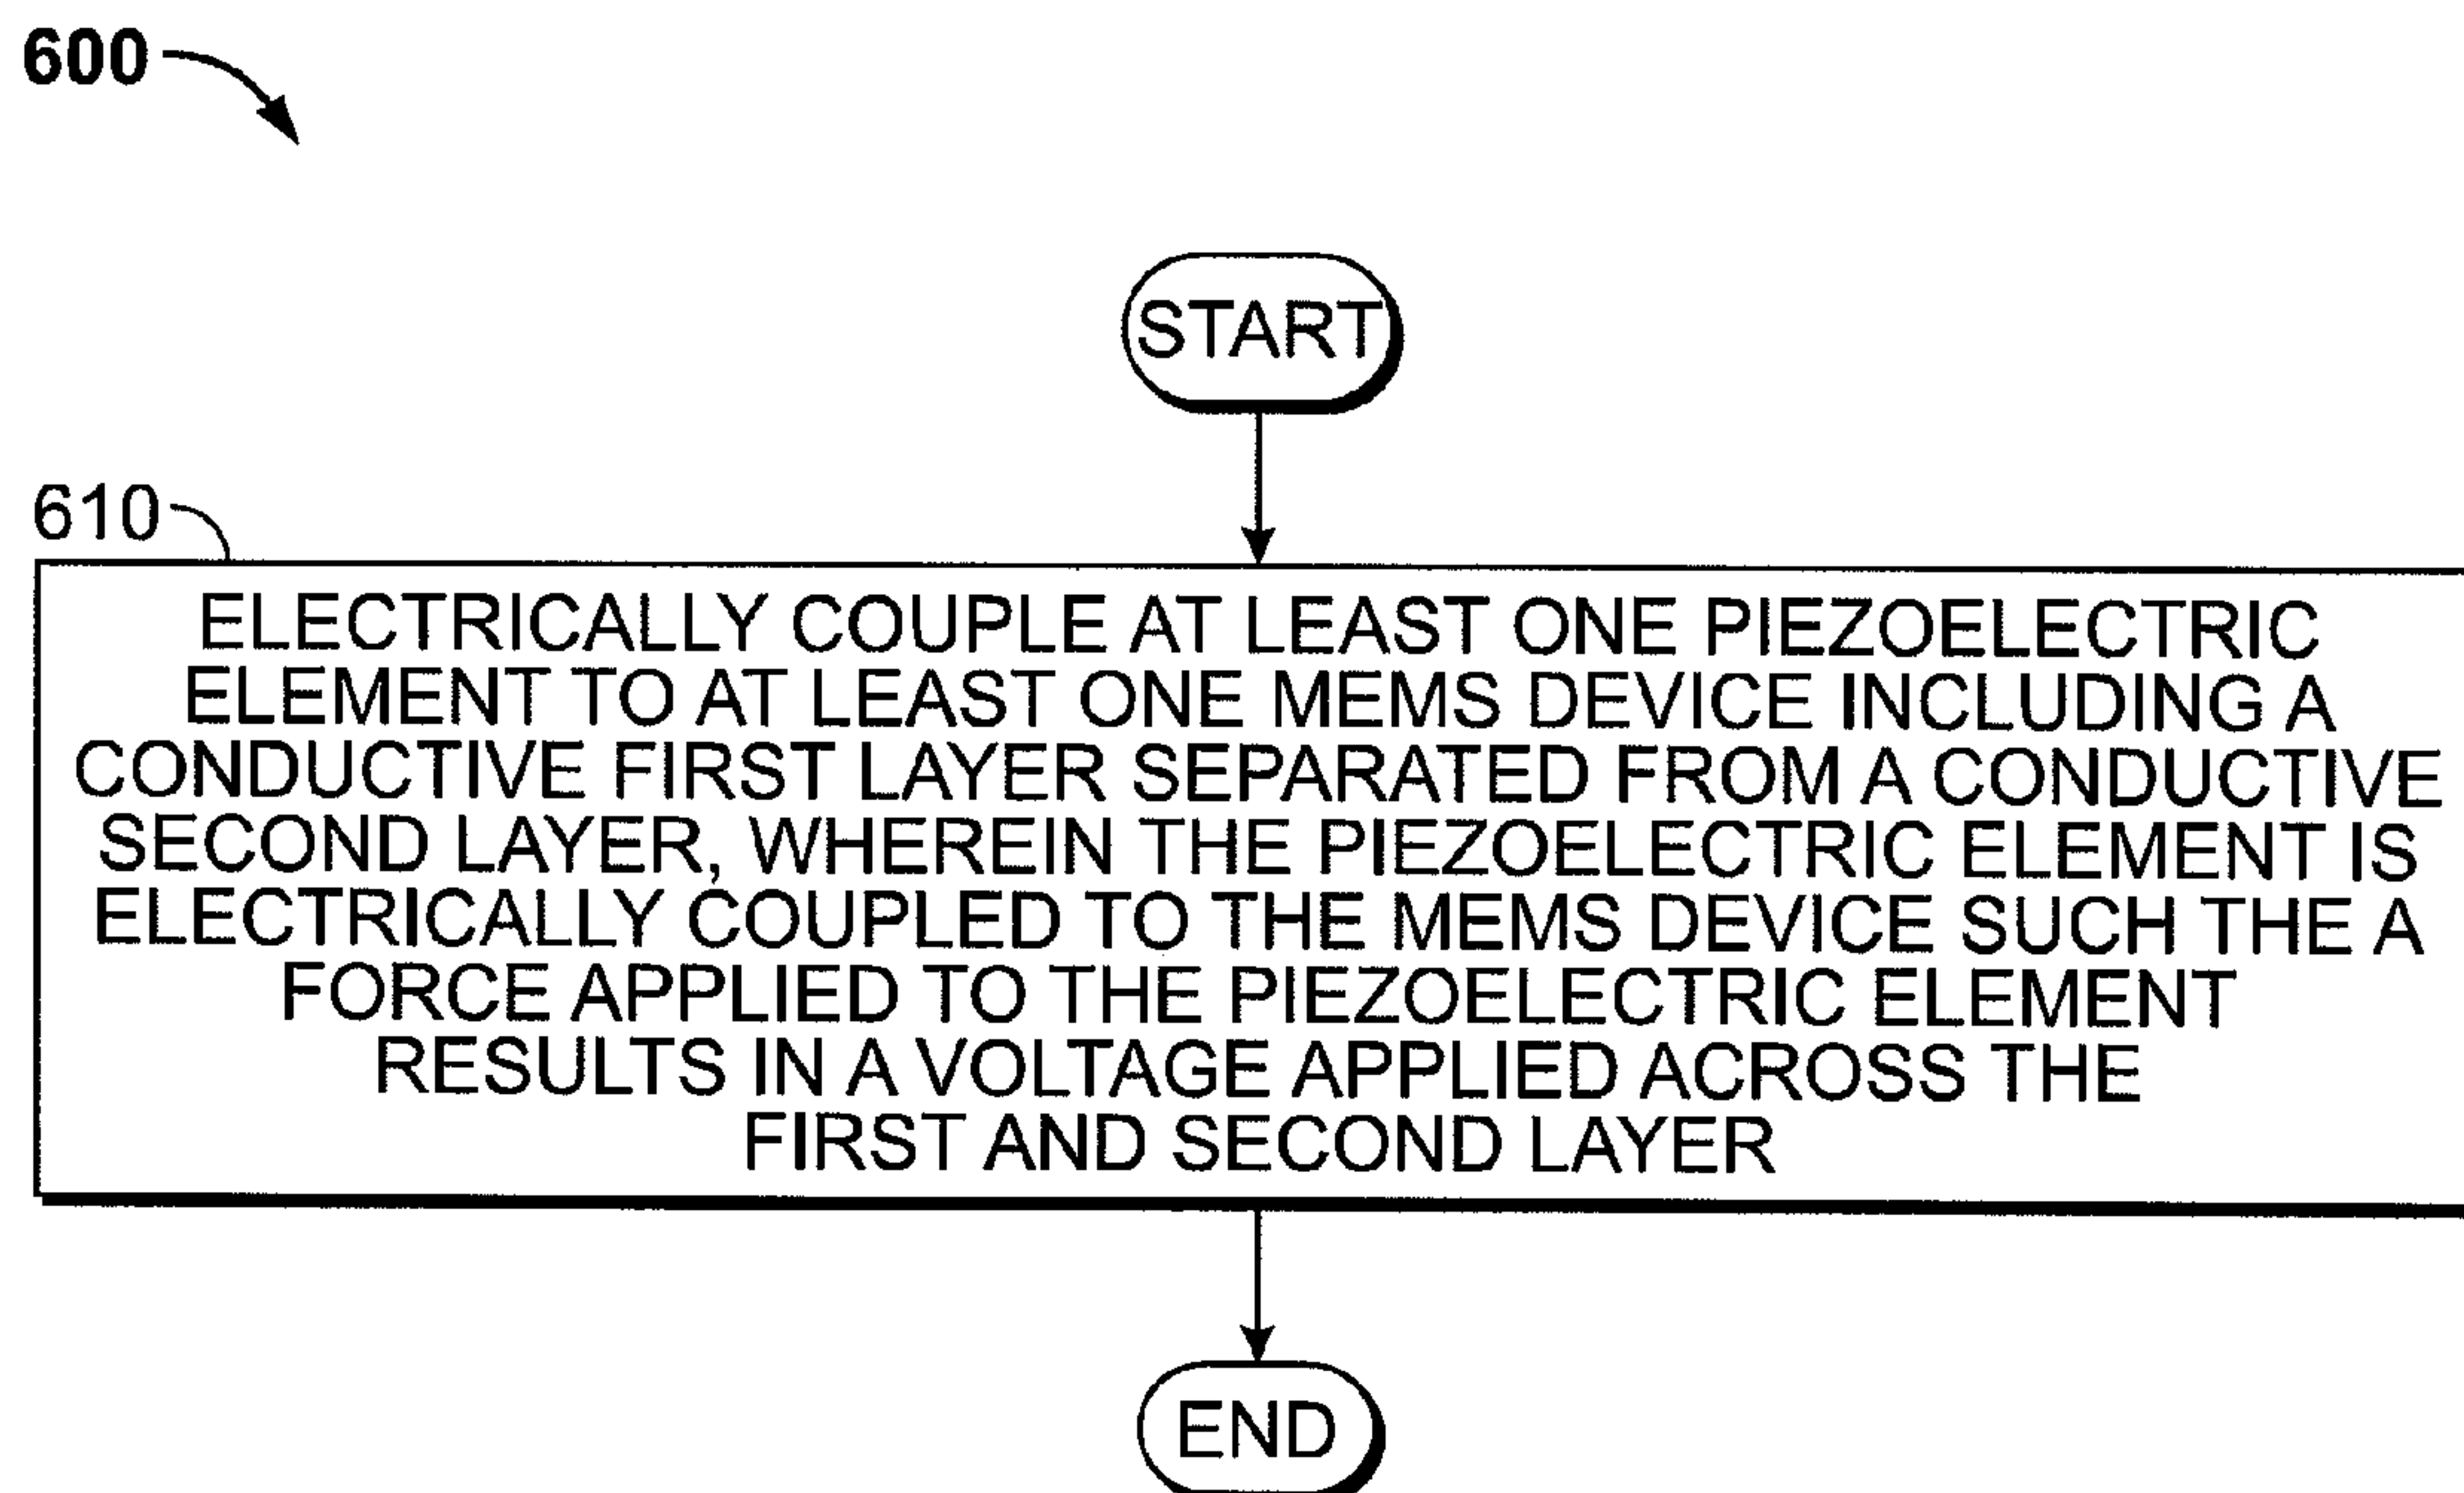 600
START
610
ELECTRICALLY COUPLE AT LEAST ONE PIEZOELECTRIC
ELEMENT TO AT LEAST ONE MEMS DEVICE INCLUDING A
CONDUCTIVE FIRST LAYER SEPARATED FROM A CONDUCTIVE
SECOND LAYER, WHEREIN THE PIEZOELECTRIC ELEMENT IS
ELECTRICALLY COUPLED TO THE MEMS DEVICE SUCH THE A
FORCE APPLIED TO THE PIEZOELECTRIC ELEMENT
RESULTS IN A VOLTAGE APPLIED ACROSS THE
FIRST AND SECOND LAYER
END